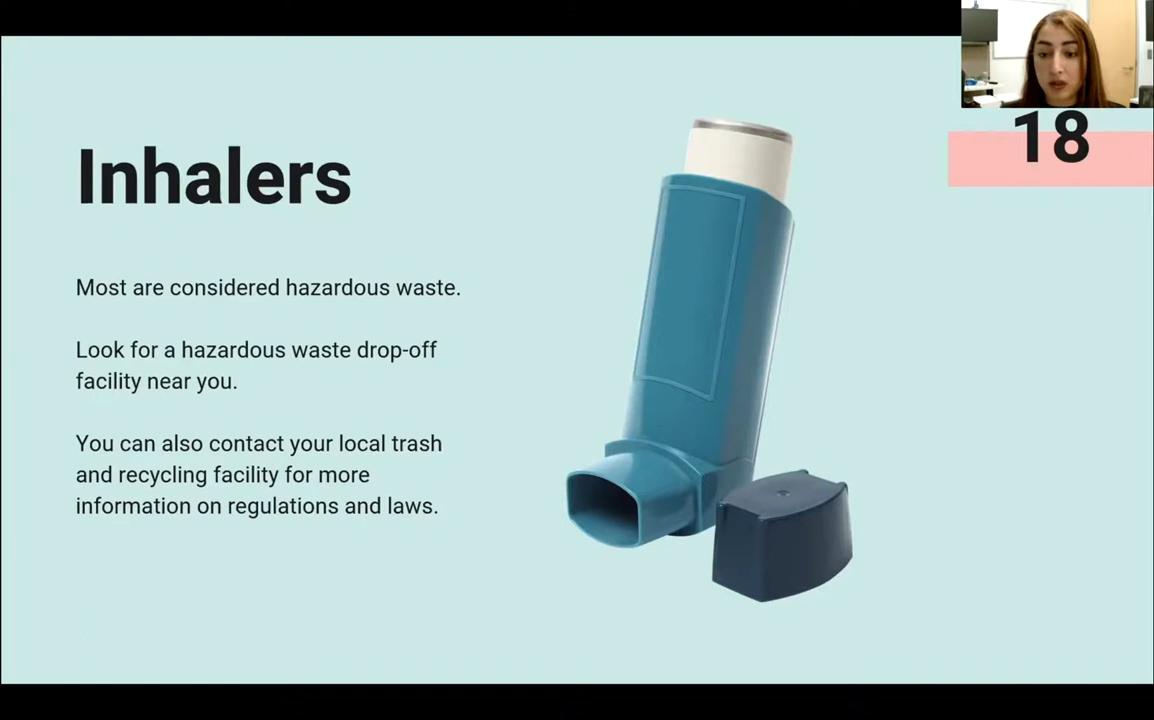 18
Inhalers
Most are considered hazardous waste.
Look for a hazardous waste drop-off
facility near you.
You can also contact your local trash
and recycling facility for more
information on regulations and laws.